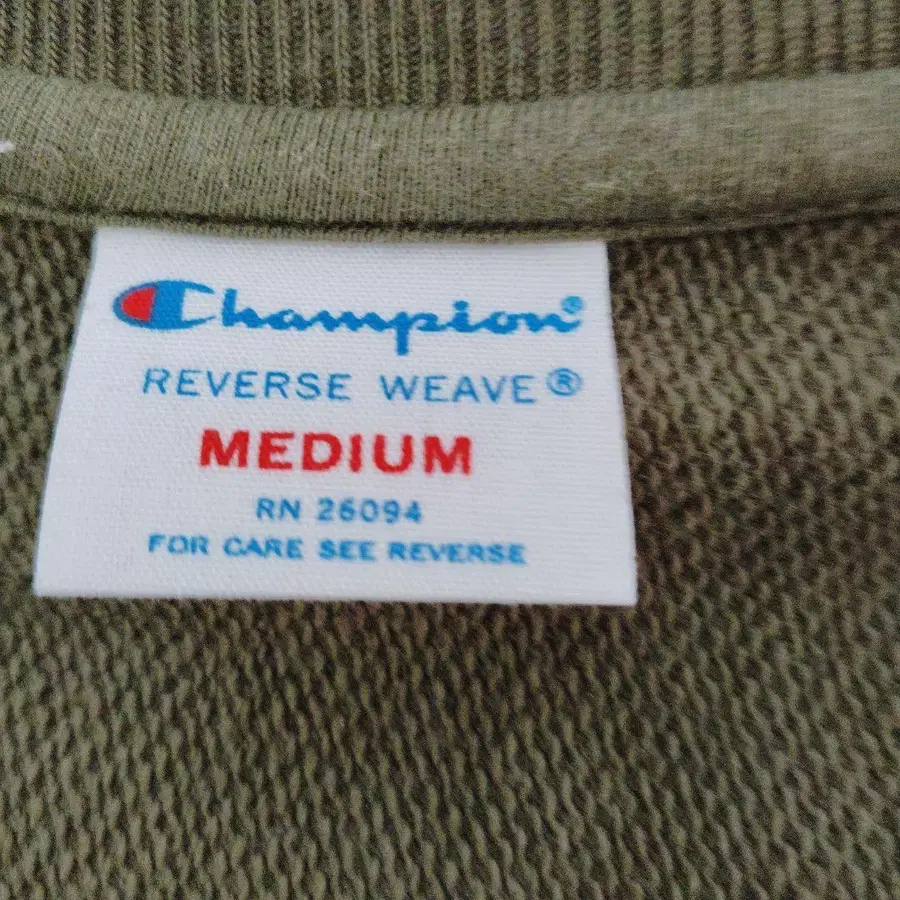 Champion®
REVERSE WEAVE®
MEDIUM
RN 26094
FOR CARE SEE REVERSE